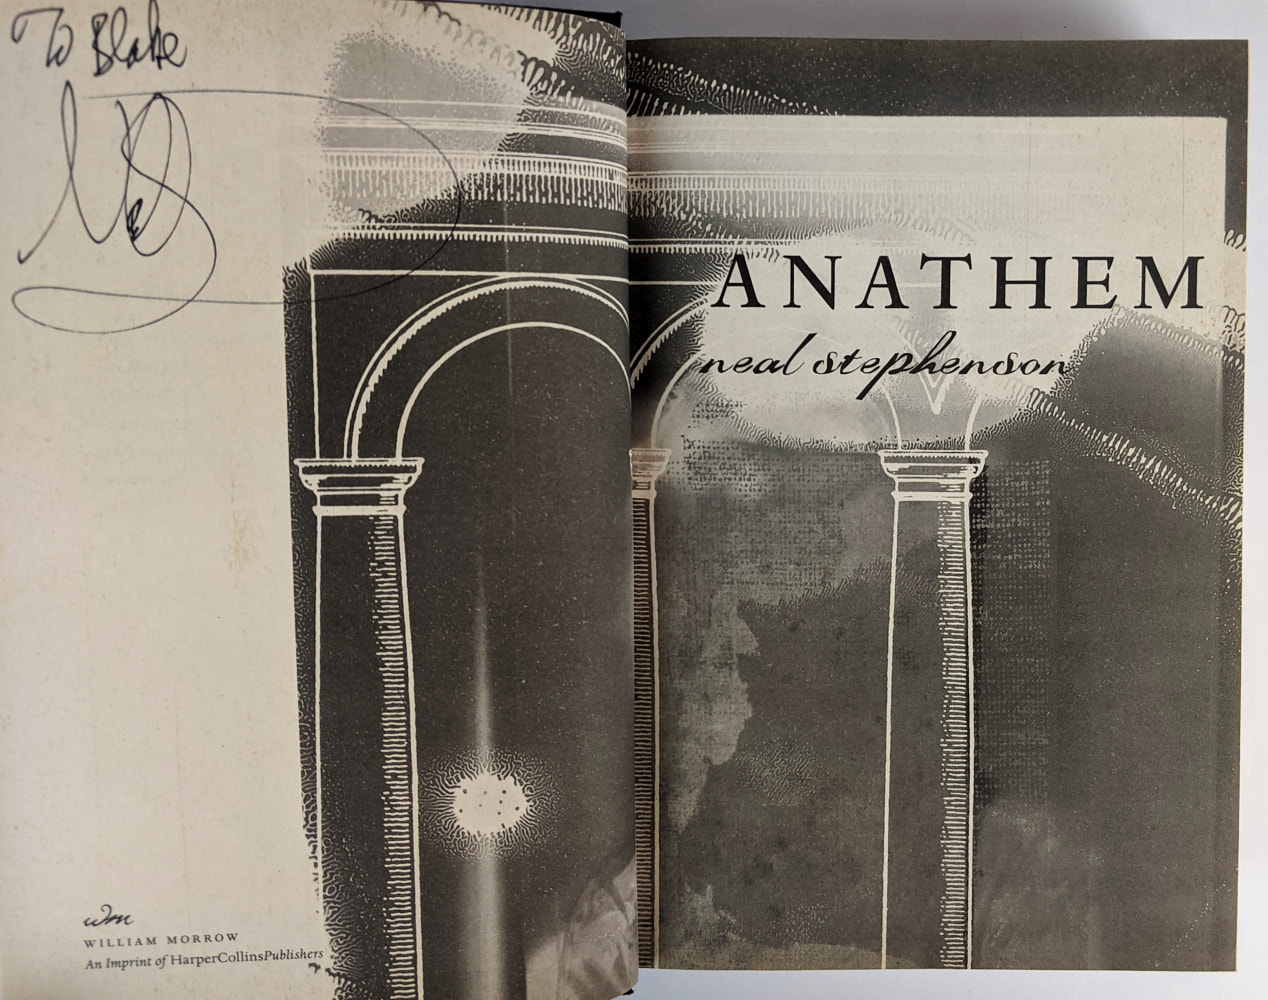 To Blake
wm
WILLIAM MORROW
An Imprint of HarperCollinsPublishers
ANATHEM
neal stephenson